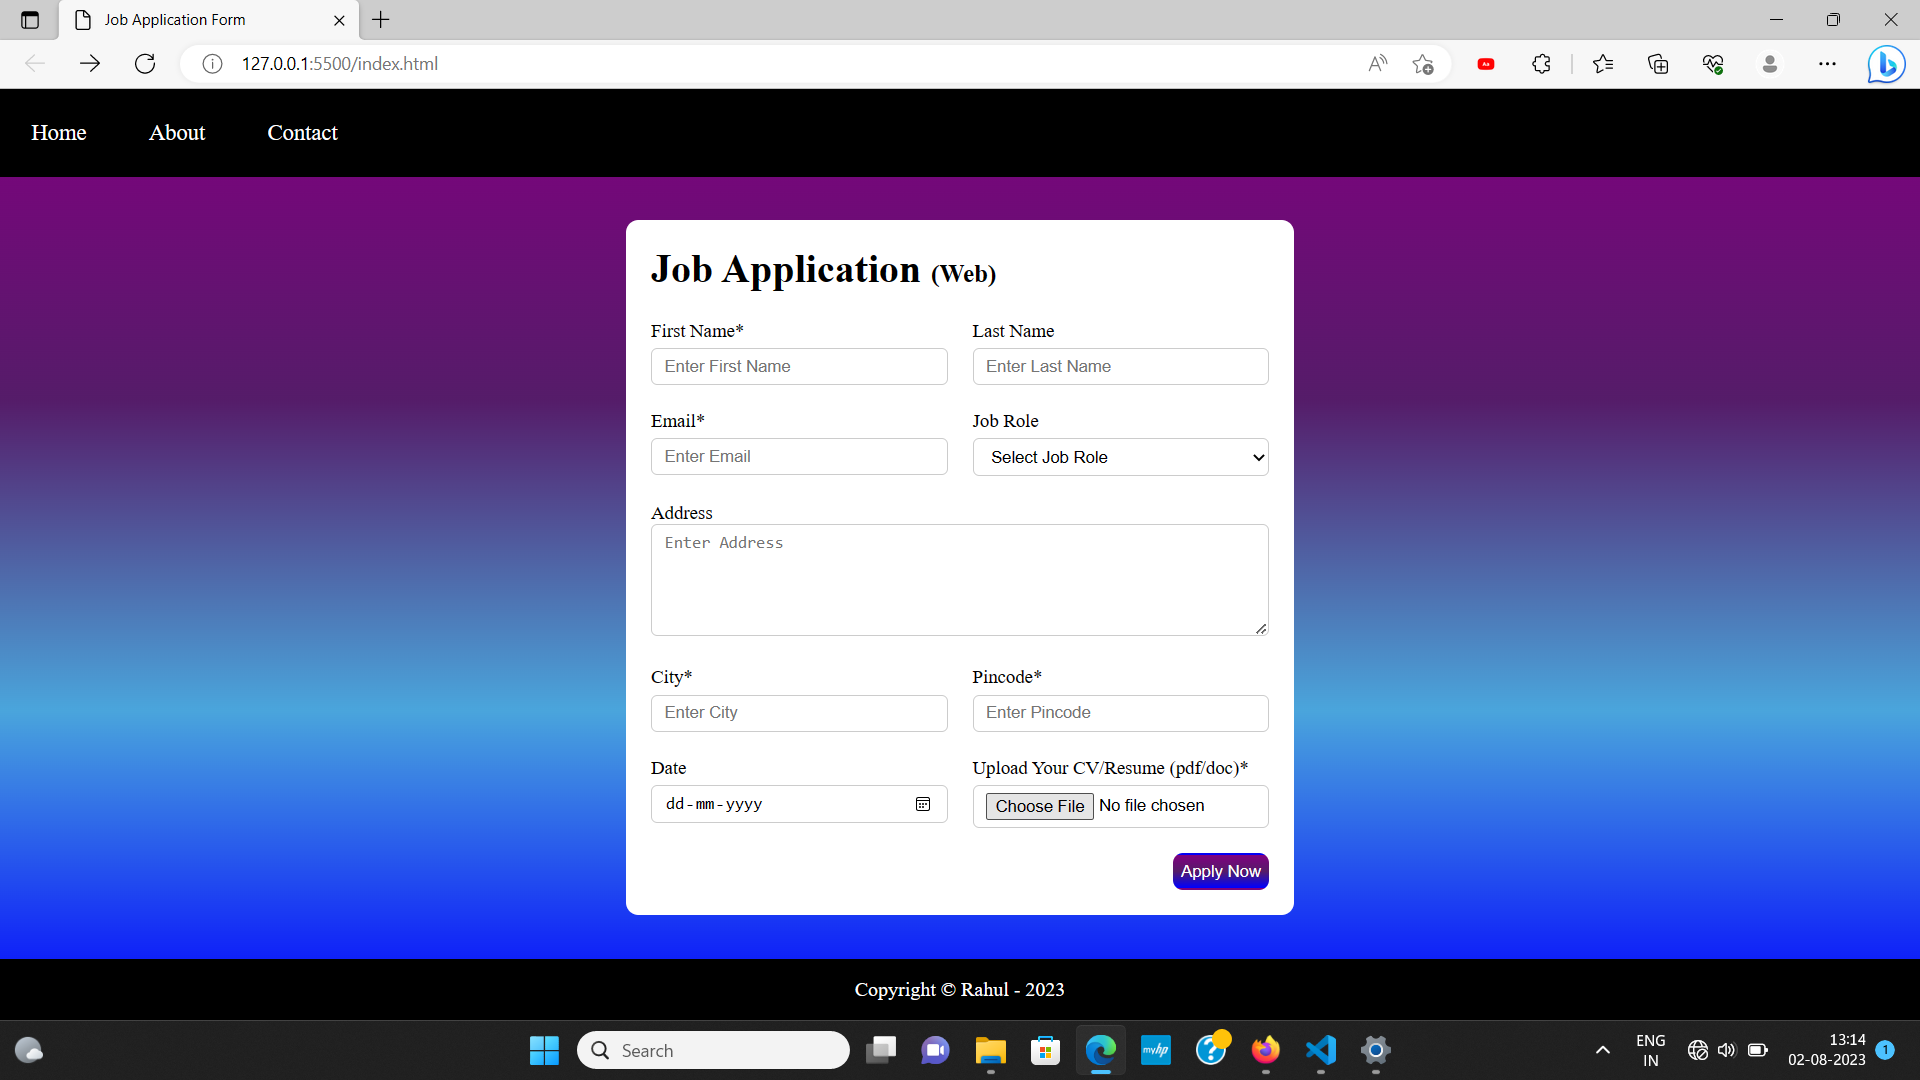 Job Application Form
127.0.0.1:5500/index.html
Home About Contact
Job Application (Web)
First Name* Last Name
Enter First Name Enter Last Name
Email* Job Role
Enter Email Select Job Role
Address
Enter Address
City* Pincode*
Enter City Enter Pincode
Date Upload Your CV/Resume (pdf/doc)*
dd-mm-yyyy Choose File No file chosen
Apply Now
Copyright © Rahul - 2023
Search
myhp
ENG
IN
13:14
02-08-2023
1